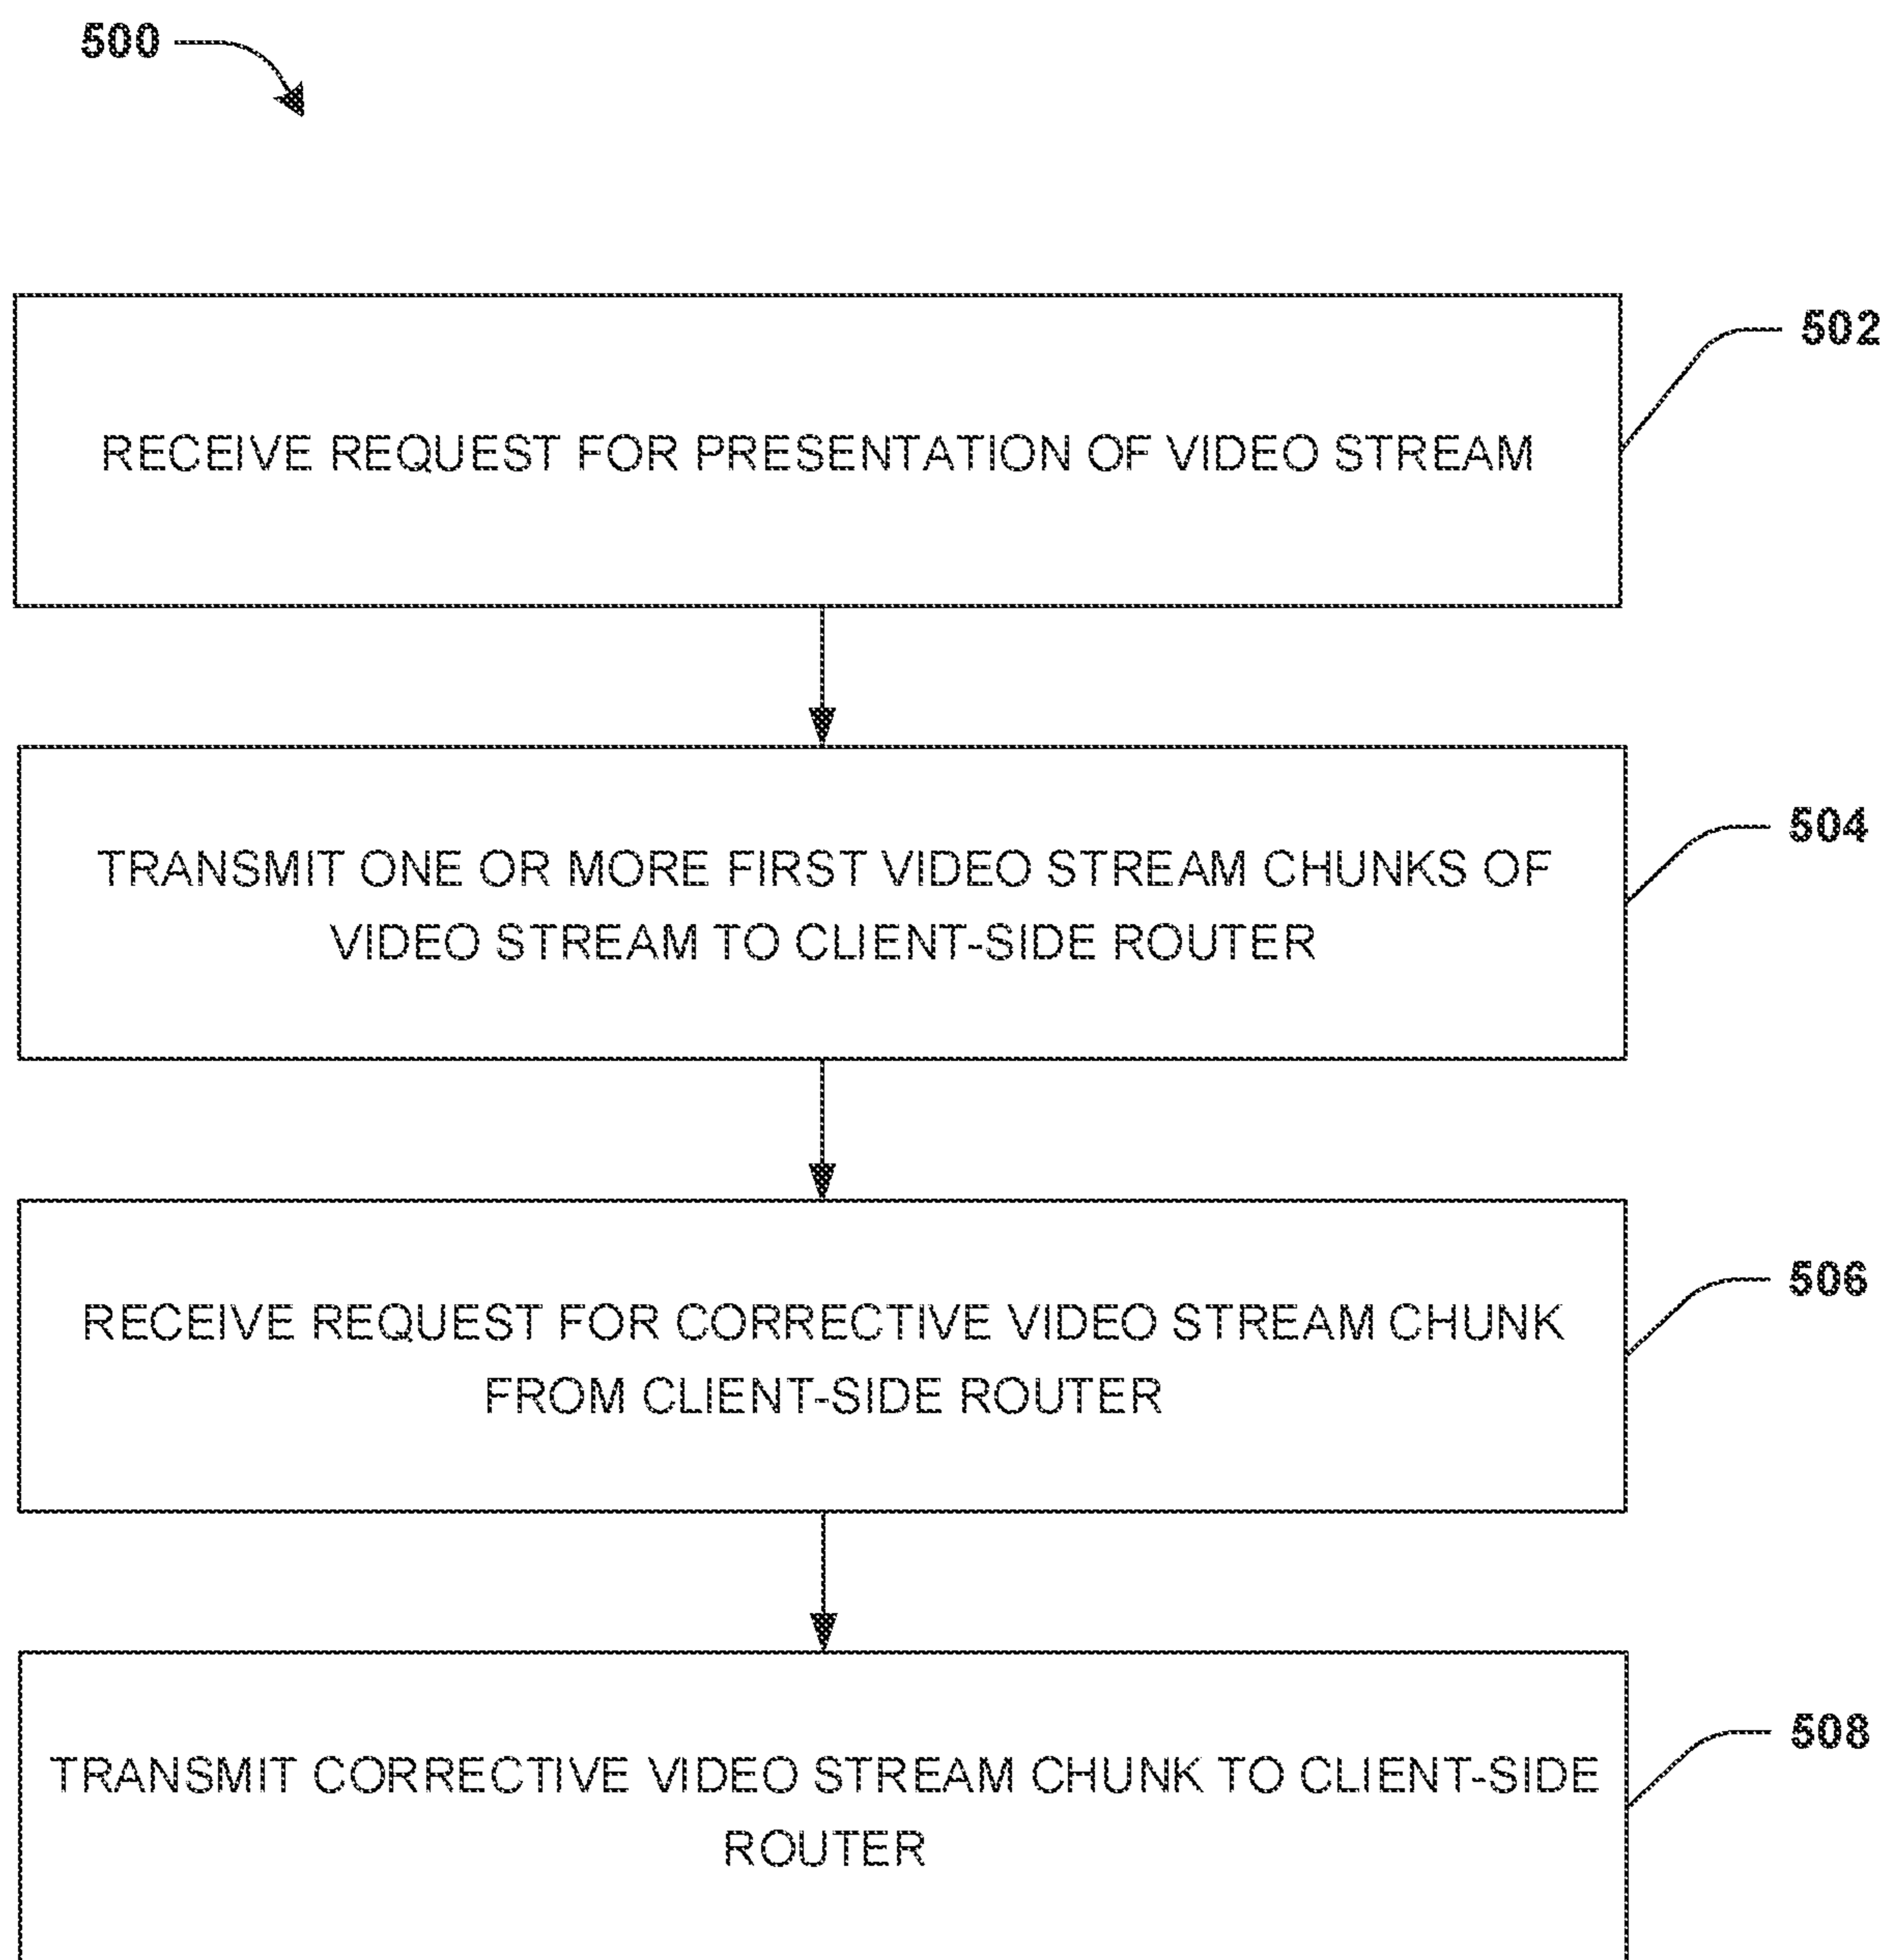 500
502
RECEIVE REQUEST FOR PRESENTATION OF VIDEO STREAM
504
TRANSMIT ONE OR MORE FIRST VIDEO STREAM CHUNKS OF
VIDEO STREAM TO CLIENT-SIDE ROUTER
506
RECEIVE REQUEST FOR CORRECTIVE VIDEO STREAM CHUNK
FROM CLIENT-SIDE ROUTER
508
TRANSMIT CORRECTIVE VIDEO STREAM CHUNK TO CLIENT-SIDE
ROUTER